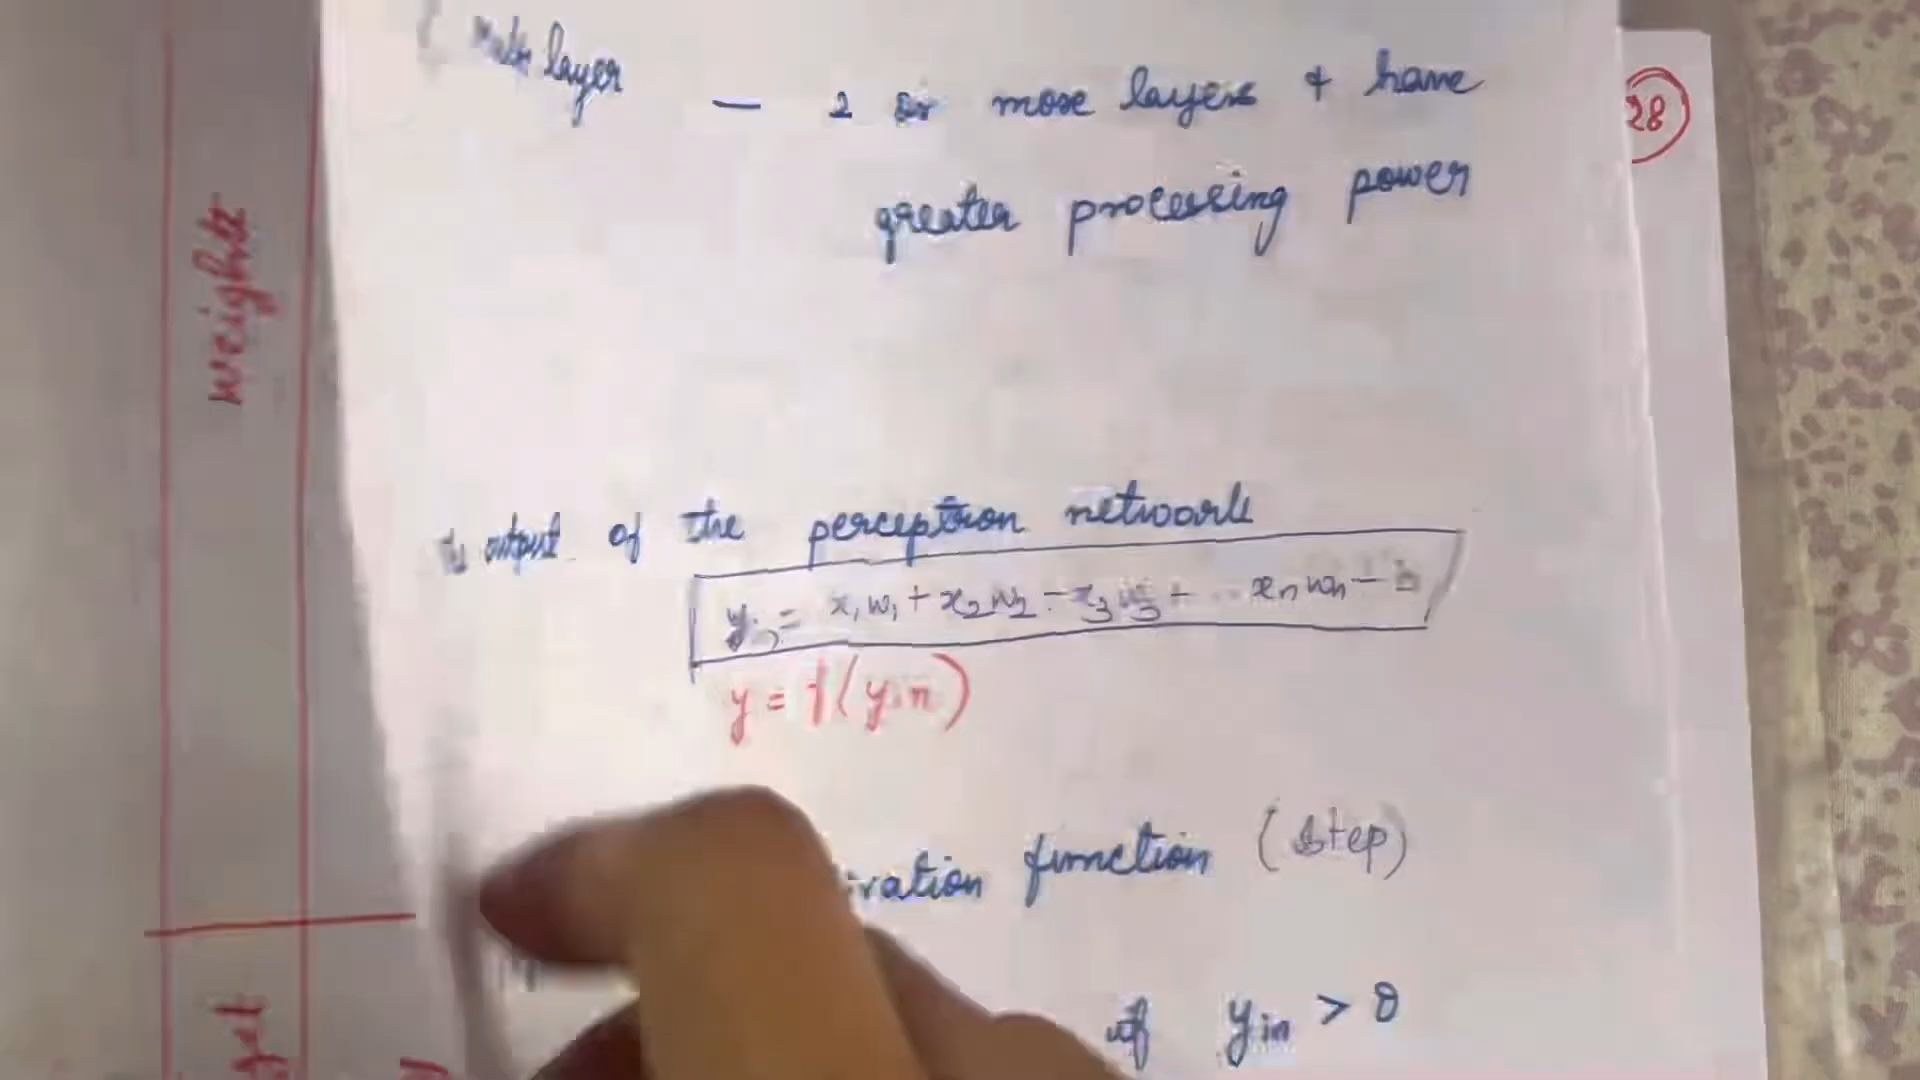 Multi layer — 2 or more layers & have
greater processing power
28
weights
output of the perceptron network
yin = x1w1 + x2w2 - x3w3 + .. xnwn - b
y = f(yin)
function (step)
if yin > θ